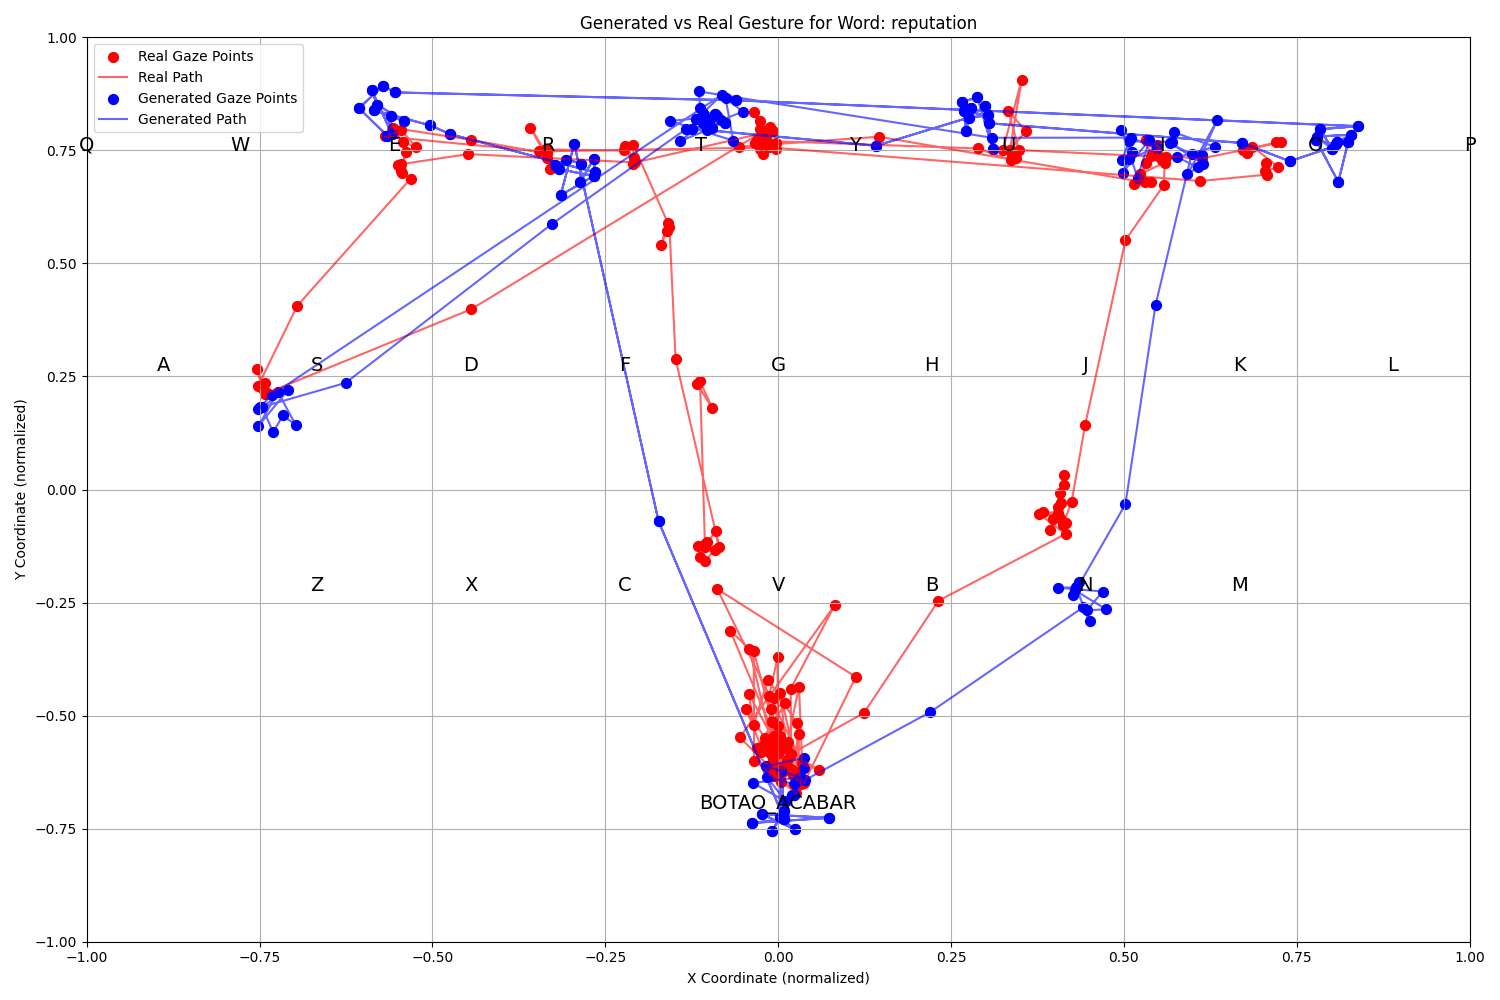 Generated vs Real Gesture for Word: reputation
Real Gaze Points
Real Path
Generated Gaze Points
Generated Path
1.00
0.75
0.50
0.25
0.00
−0.25
−0.50
−0.75
−1.00
Y Coordinate (normalized)
Q W E R T Y U I O P
A S D F G H J K L
Z X C V B N M
BOTAO_ACABAR
−1.00 −0.75 −0.50 −0.25 0.00 0.25 0.50 0.75 1.00
X Coordinate (normalized)